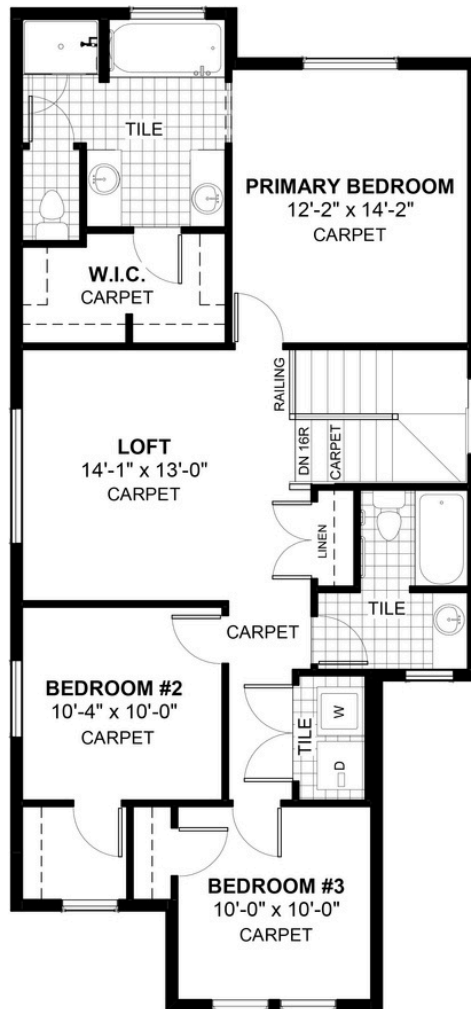 TILE
PRIMARY BEDROOM
12'-2" x 14'-2"
CARPET
W.I.C.
CARPET
RAILING
LOFT
14'-1" x 13'-0"
CARPET
DN 16R
CARPET
LINEN
TILE
CARPET
BEDROOM #2
10'-4" x 10'-0"
CARPET
TILE
W
D
BEDROOM #3
10'-0" x 10'-0"
CARPET